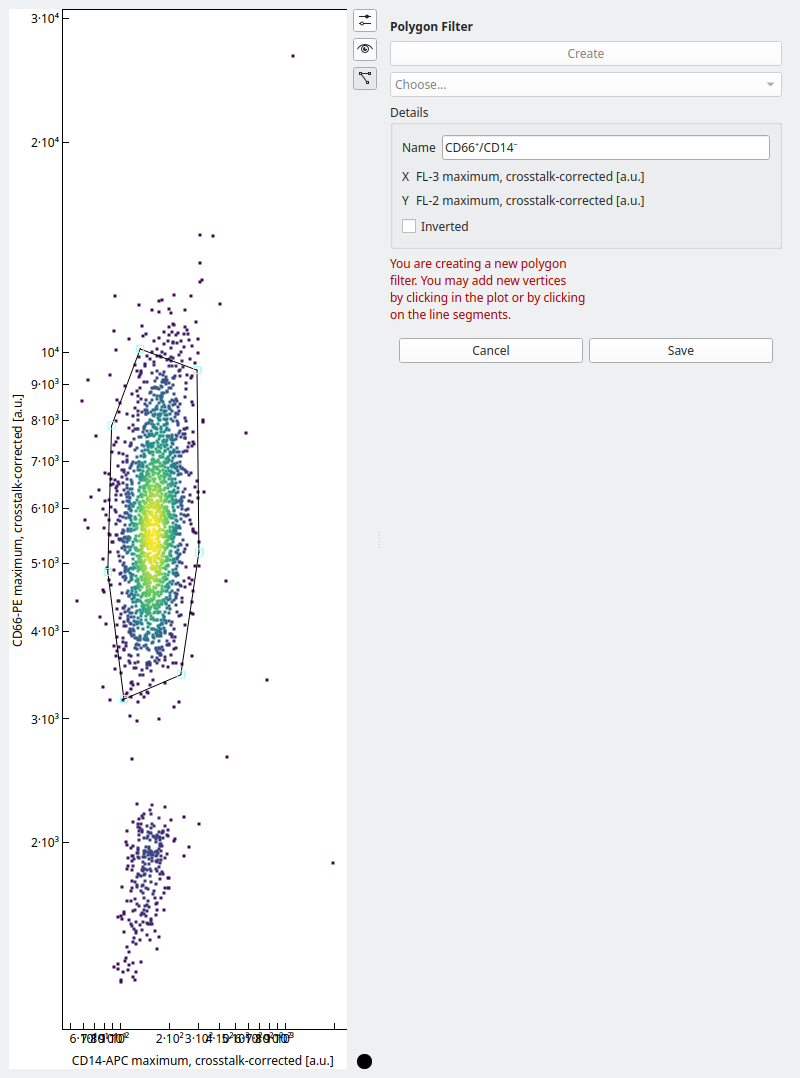 3·10⁴
2·10⁴
10⁴
9·10³
8·10³
7·10³
6·10³
5·10³
4·10³
3·10³
2·10³
CD66-PE maximum, crosstalk-corrected [a.u.]
2·10²
3·10²
CD14-APC maximum, crosstalk-corrected [a.u.]
Polygon Filter
Create
Choose...
Details
Name CD66⁺/CD14⁻
X FL-3 maximum, crosstalk-corrected [a.u.]
Y FL-2 maximum, crosstalk-corrected [a.u.]
Inverted
You are creating a new polygon
filter. You may add new vertices
by clicking in the plot or by clicking
on the line segments.
Cancel Save